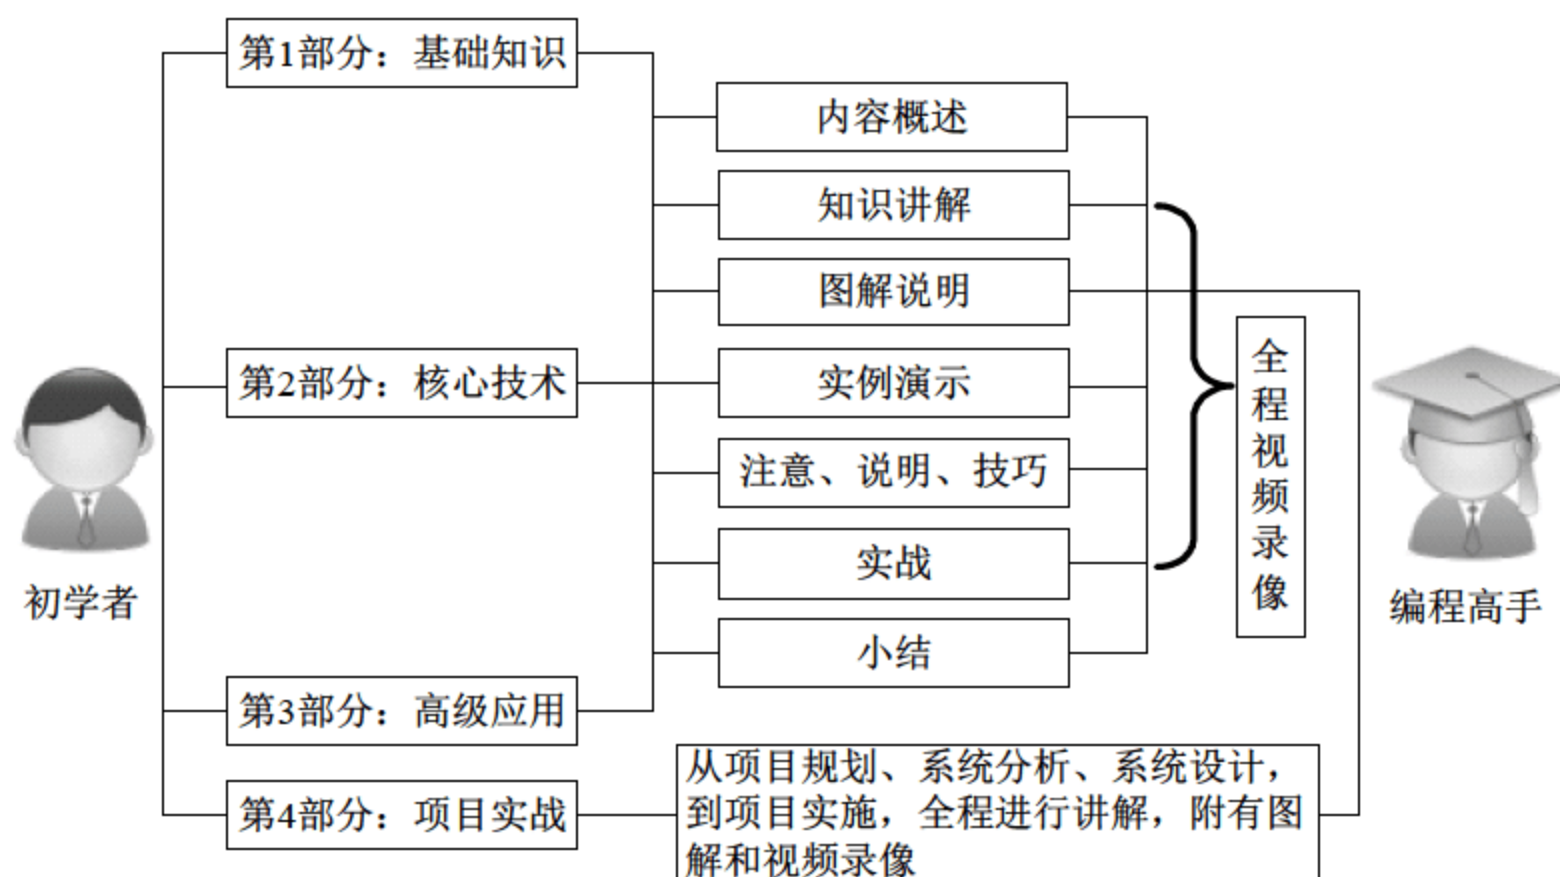 第1部分：基础知识
内容概述
知识讲解
图解说明
第2部分：核心技术
实例演示
注意、说明、技巧
实战
小结
全
程
视
频
录
像
初学者
编程高手
第3部分：高级应用
第4部分：项目实战
从项目规划、系统分析、系统设计，
到项目实施，全程进行讲解，附有图
解和视频录像